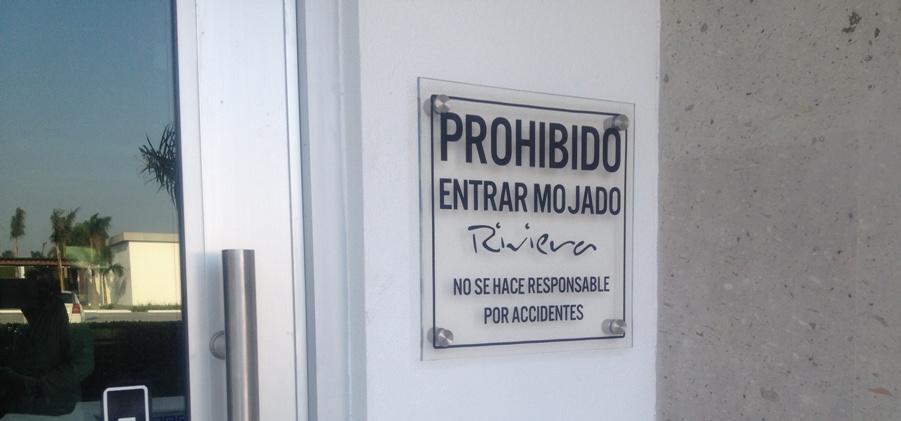 PROHIBIDO
ENTRAR MOJADO
Riviera
NO SE HACE RESPONSABLE
POR ACCIDENTES